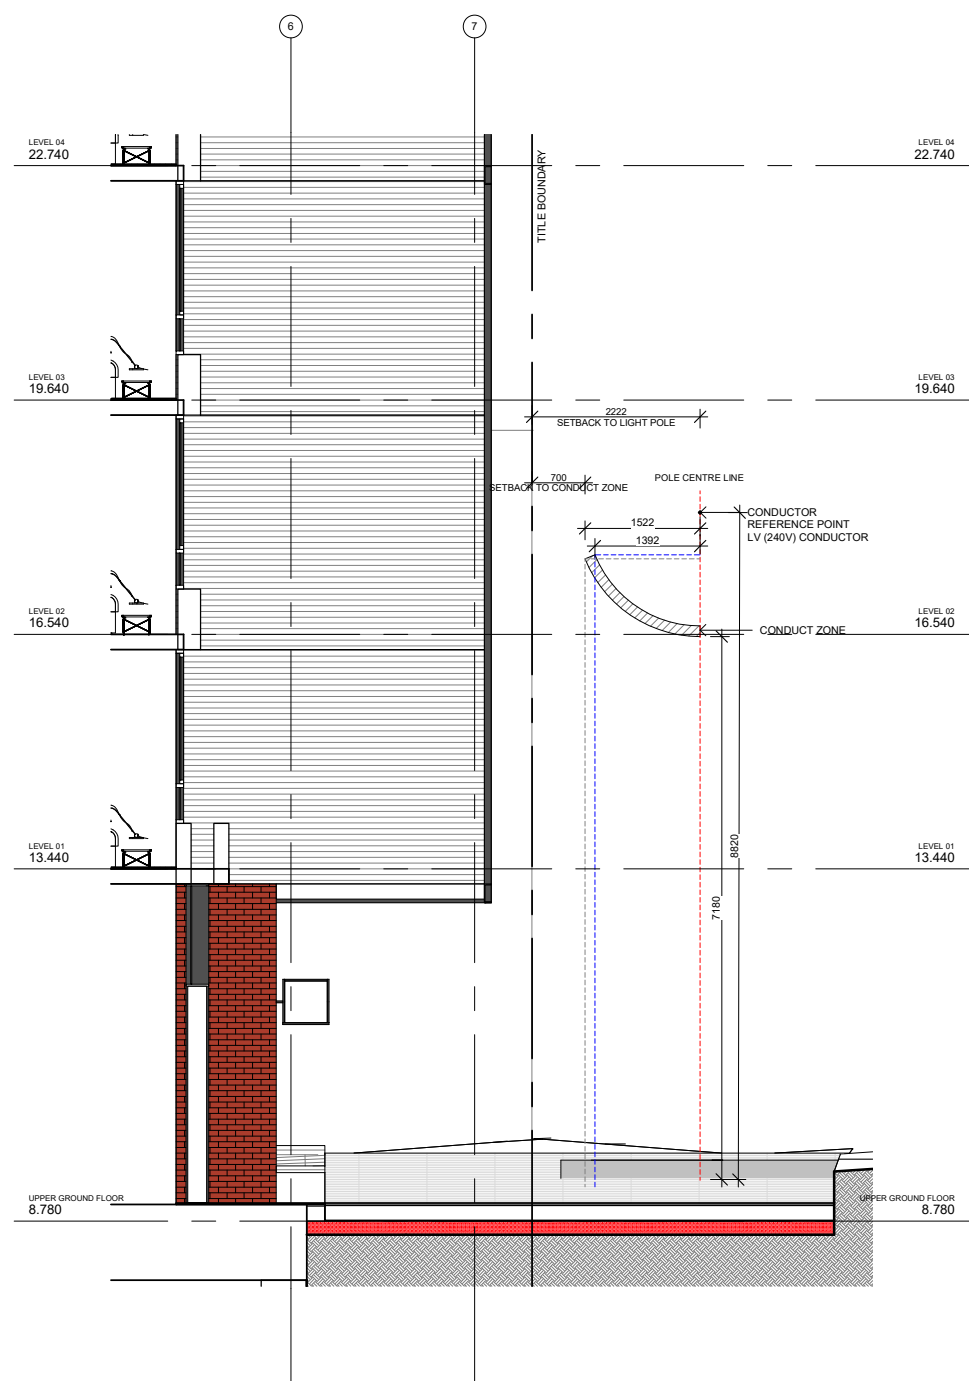 6
7
LEVEL 04
22.740
LEVEL 04
22.740
TITLE BOUNDARY
LEVEL 03
19.640
LEVEL 03
19.640
2222
SETBACK TO LIGHT POLE
700
SETBACK TO CONDUCT ZONE
POLE CENTRE LINE
CONDUCTOR
REFERENCE POINT
LV (240V) CONDUCTOR
1522
1392
LEVEL 02
16.540
LEVEL 02
16.540
CONDUCT ZONE
LEVEL 01
13.440
LEVEL 01
13.440
8820
7180
UPPER GROUND FLOOR
8.780
UPPER GROUND FLOOR
8.780